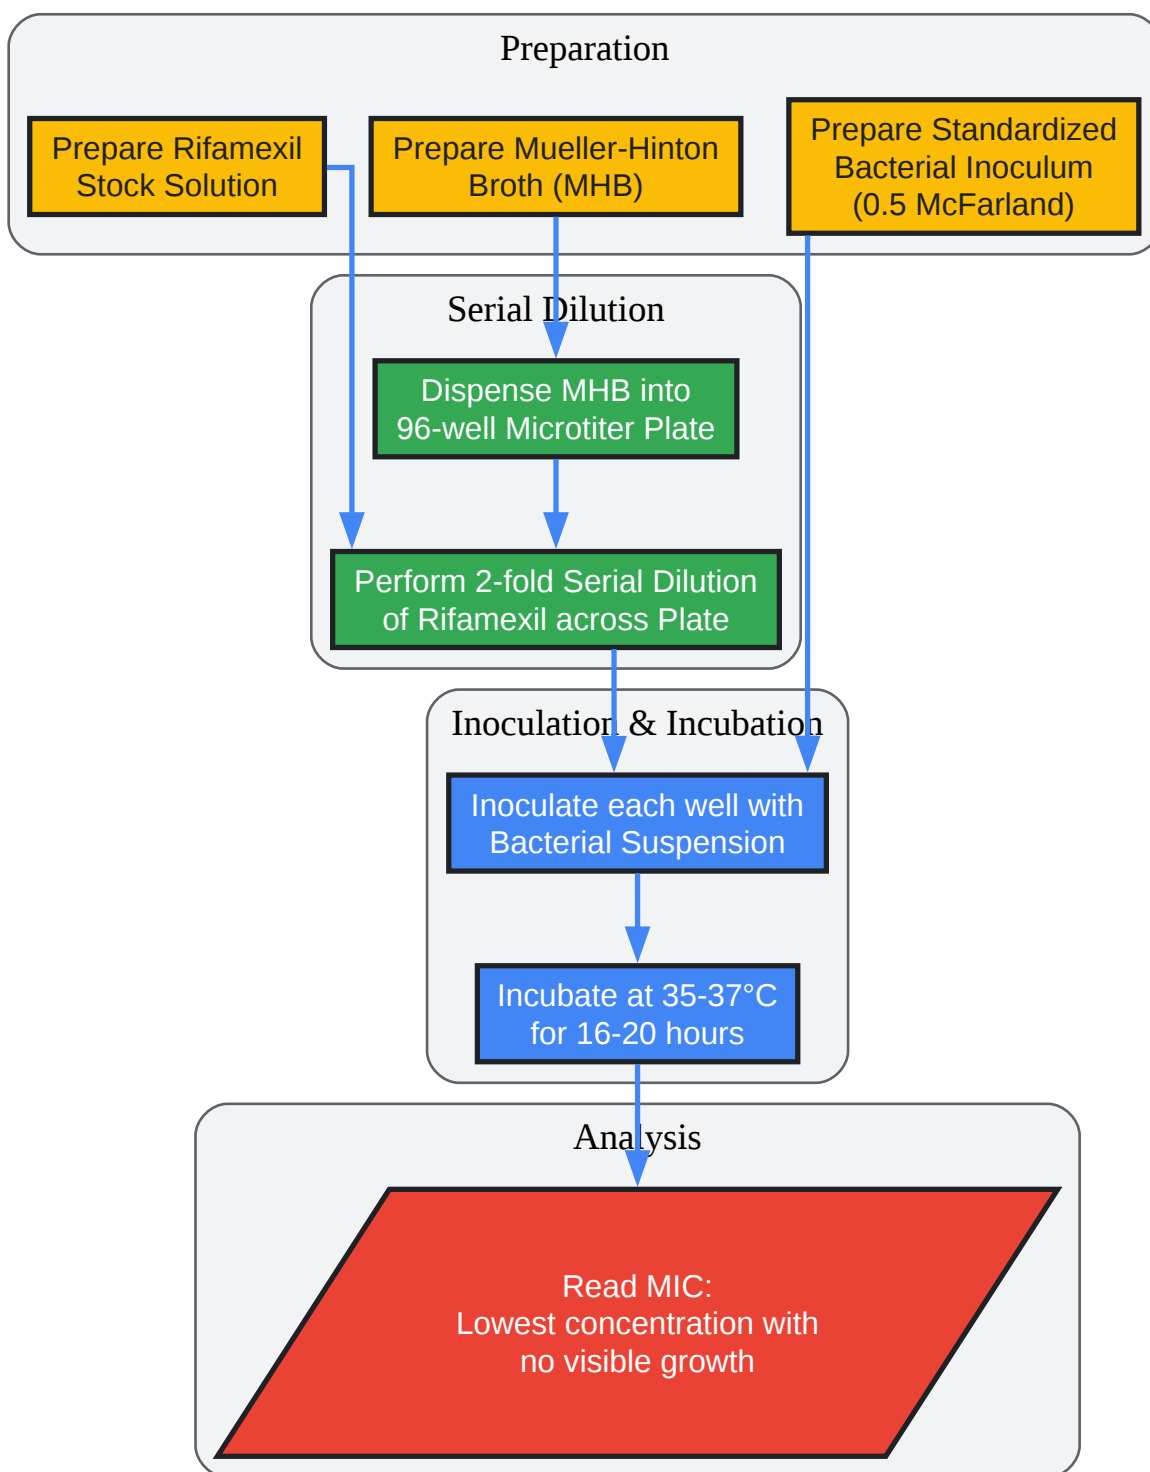 Preparation
Prepare Rifamexil
Stock Solution
Prepare Mueller-Hinton
Broth (MHB)
Prepare Standardized
Bacterial Inoculum
(0.5 McFarland)
Serial Dilution
Dispense MHB into
96-well Microtiter Plate
Perform 2-fold Serial Dilution
of Rifamexil across Plate
Inoculation & Incubation
Inoculate each well with
Bacterial Suspension
Incubate at 35-37°C
for 16-20 hours
Analysis
Read MIC:
Lowest concentration with
no visible growth